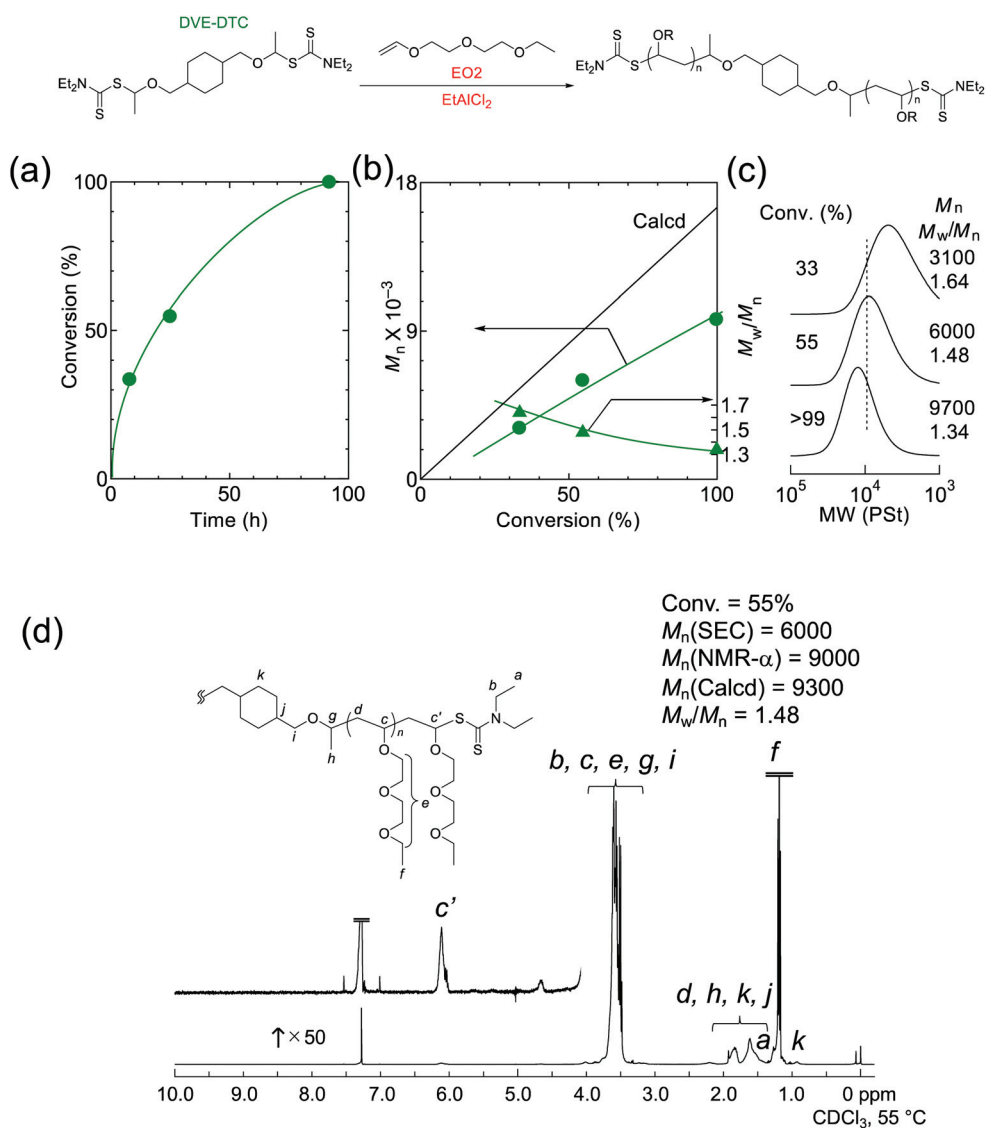 DVE-DTC
Et₂N
S
S
O
O
S
S
NEt₂
O
O
O
EO2
EtAlCl₂
Et₂N
S
S
OR
n
O
O
n
OR
S
S
NEt₂
(a)
100
50
0
0
50
100
Conversion (%)
Time (h)
(b)
18
9
0
0
50
100
Mn X 10⁻³
Calcd
1.7
1.5
1.3
Mw/Mn
Conversion (%)
(c)
Conv. (%)
Mn
Mw/Mn
33
3100
1.64
55
6000
1.48
>99
9700
1.34
10⁵
10⁴
10³
MW (PSt)
(d)
Conv. = 55%
Mn(SEC) = 6000
Mn(NMR-α) = 9000
Mn(Calcd) = 9300
Mw/Mn = 1.48
k
j
i
O
g
h
d
c
n
c'
S
S
N
b
a
O
O
O
O
O
O
e
f
b, c, e, g, i
f
c'
d, h, k, j
a
k
↑×50
10.0 9.0 8.0 7.0 6.0 5.0 4.0 3.0 2.0 1.0 0 ppm
CDCl₃, 55 °C